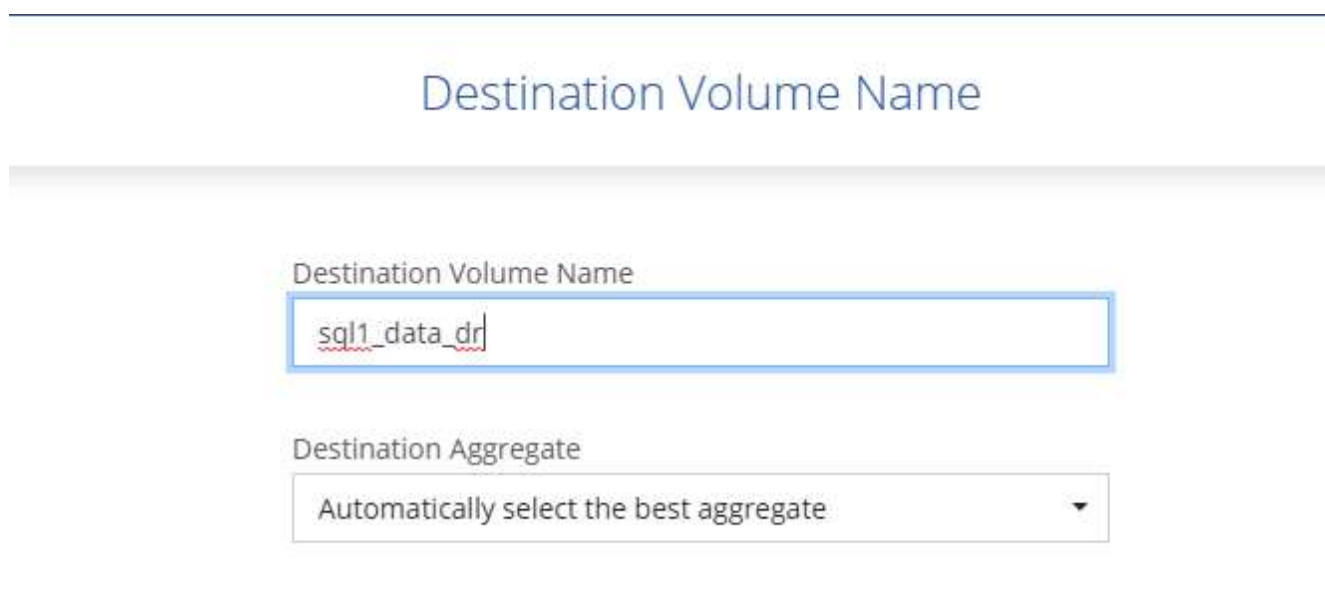 Destination Volume Name
Destination Volume Name
sql1_data_dr
Destination Aggregate
Automatically select the best aggregate